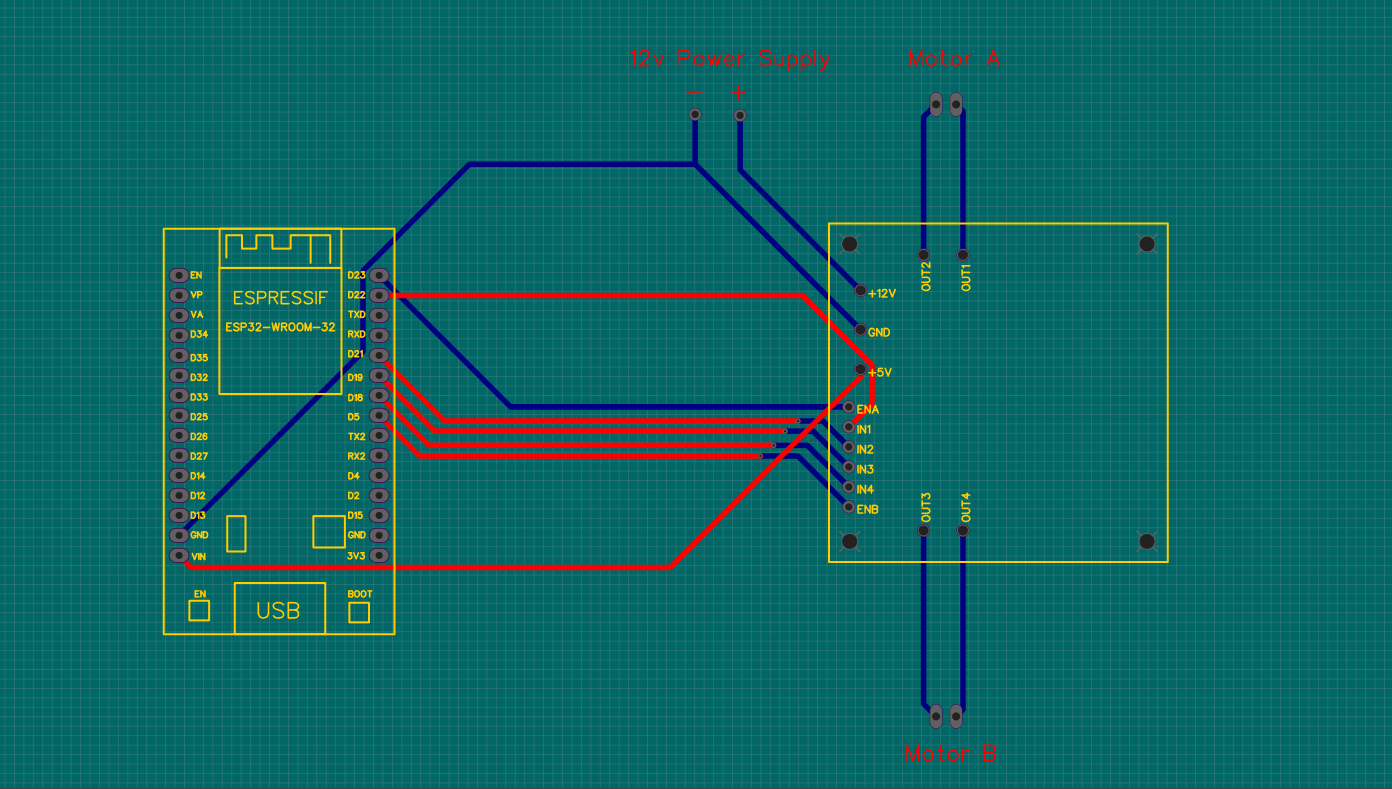 12v Power Supply
− +
Motor A
ESPRESSIF
ESP32-WROOM-32
EN
VP
VA
D34
D35
D32
D33
D25
D26
D27
D14
D12
D13
GND
VIN
D23
D22
TXD
RXD
D21
D19
D18
D5
TX2
RX2
D4
D2
D15
GND
3V3
EN
USB
BOOT
OUT2
OUT1
+12V
GND
+5V
ENA
IN1
IN2
IN3
IN4
ENB
OUT3
OUT4
Motor B